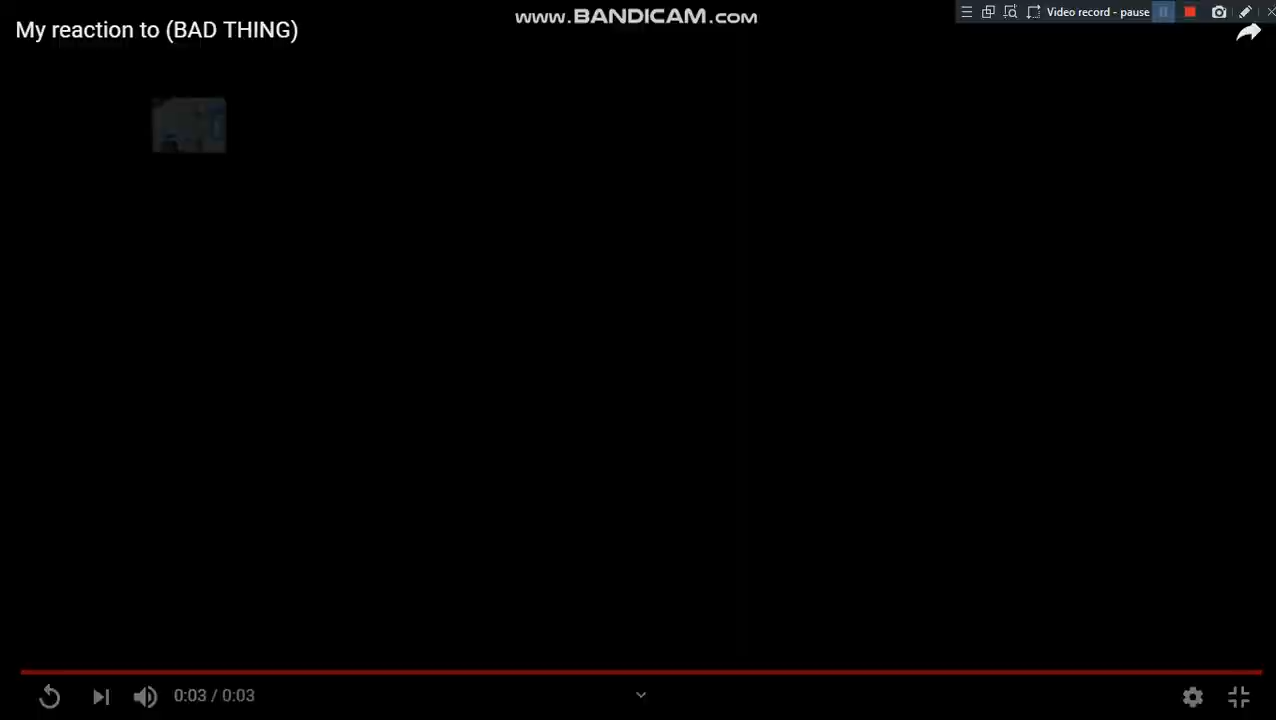 www.BANDICAM.com
Video record - pause
My reaction to (BAD THING)
0:03 / 0:03